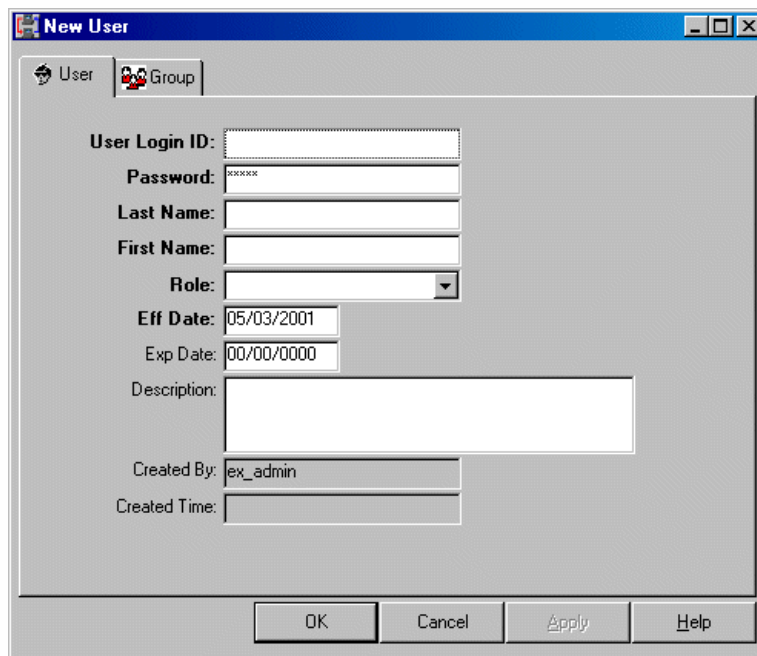 New User
User Group
User Login ID:
Password: *****
Last Name:
First Name:
Role:
Eff Date: 05/03/2001
Exp Date: 00/00/0000
Description:
Created By: ex_admin
Created Time:
OK Cancel Apply Help